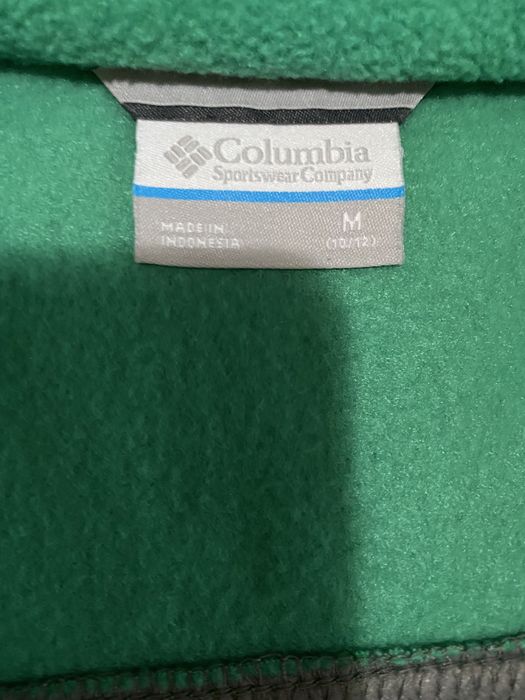 Columbia
Sportswear Company
MADE IN
INDONESIA
M
(10/12)